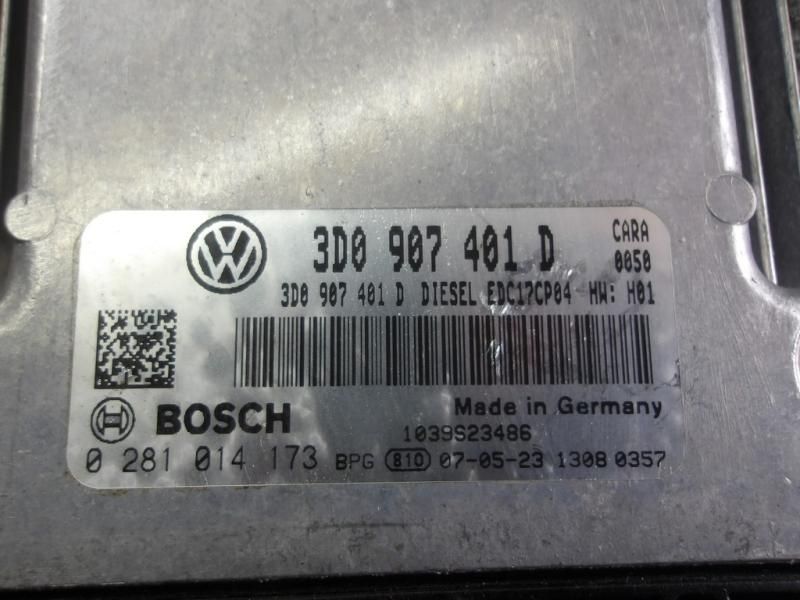 3D0 907 401 D
CARA
0050
3D0 907 401 D DIESEL EDC17CP04 HW: H01
BOSCH
Made in Germany
1039S23486
0 281 014 173 BPG 810 07-05-23 1308 0357